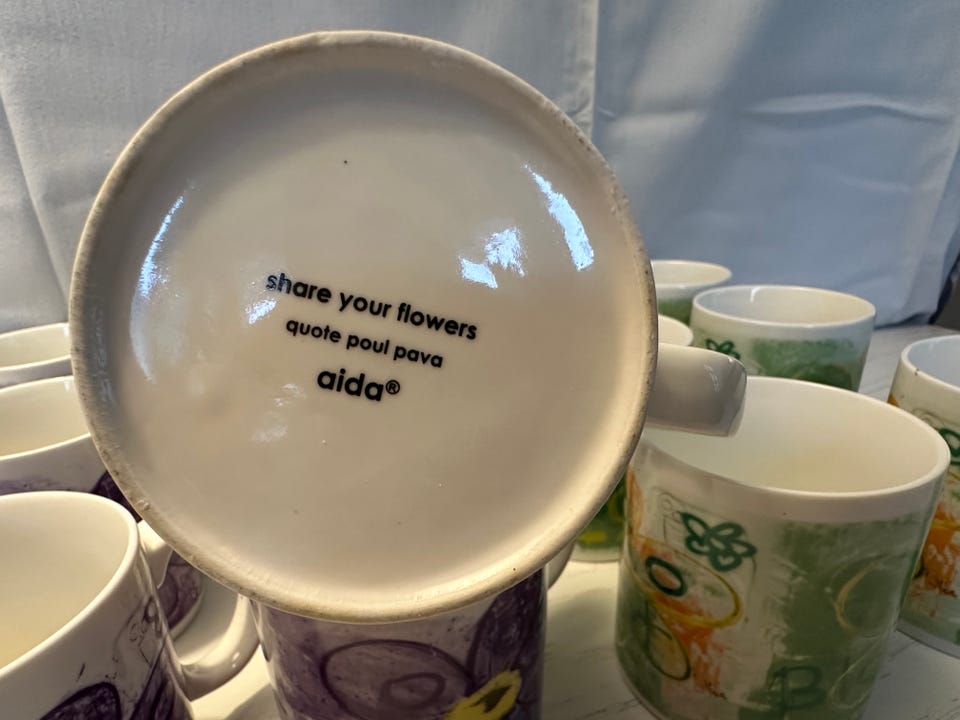 share your flowers
quote poul pava
aida®